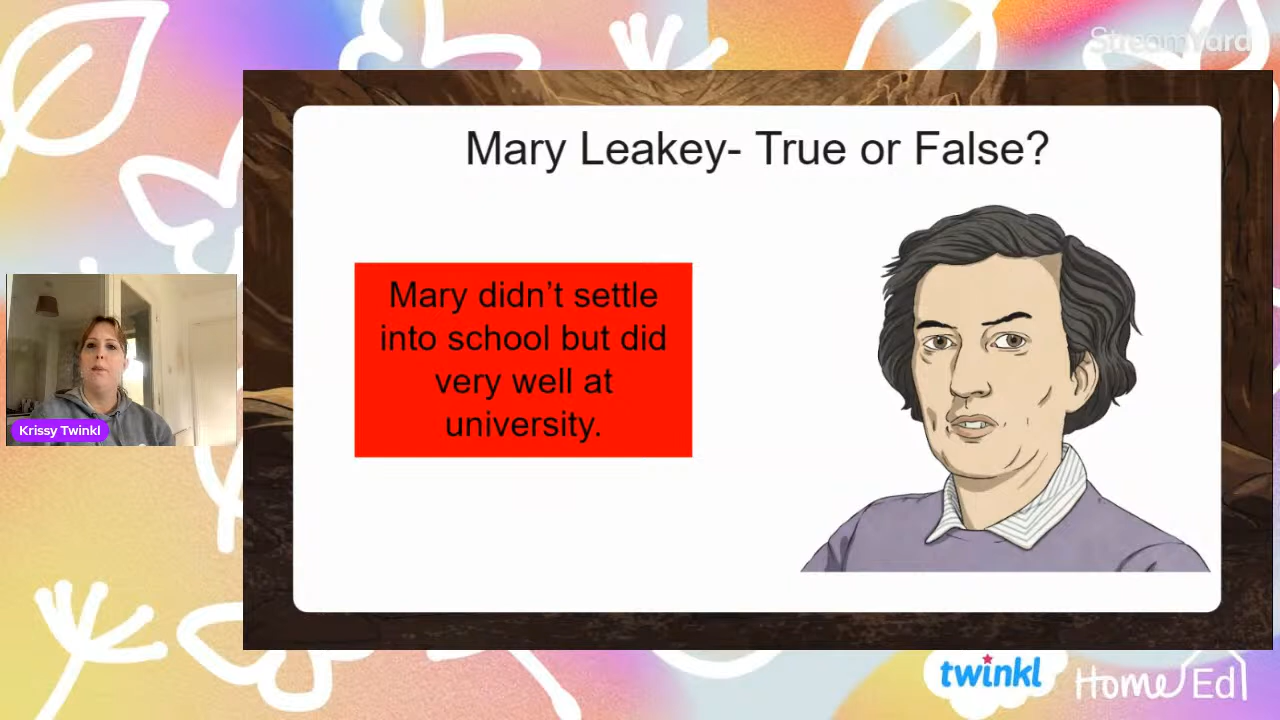 StreamYard
Mary Leakey- True or False?
Mary didn’t settle
into school but did
very well at
university.
Krissy Twinkl
twinkl
Home Ed